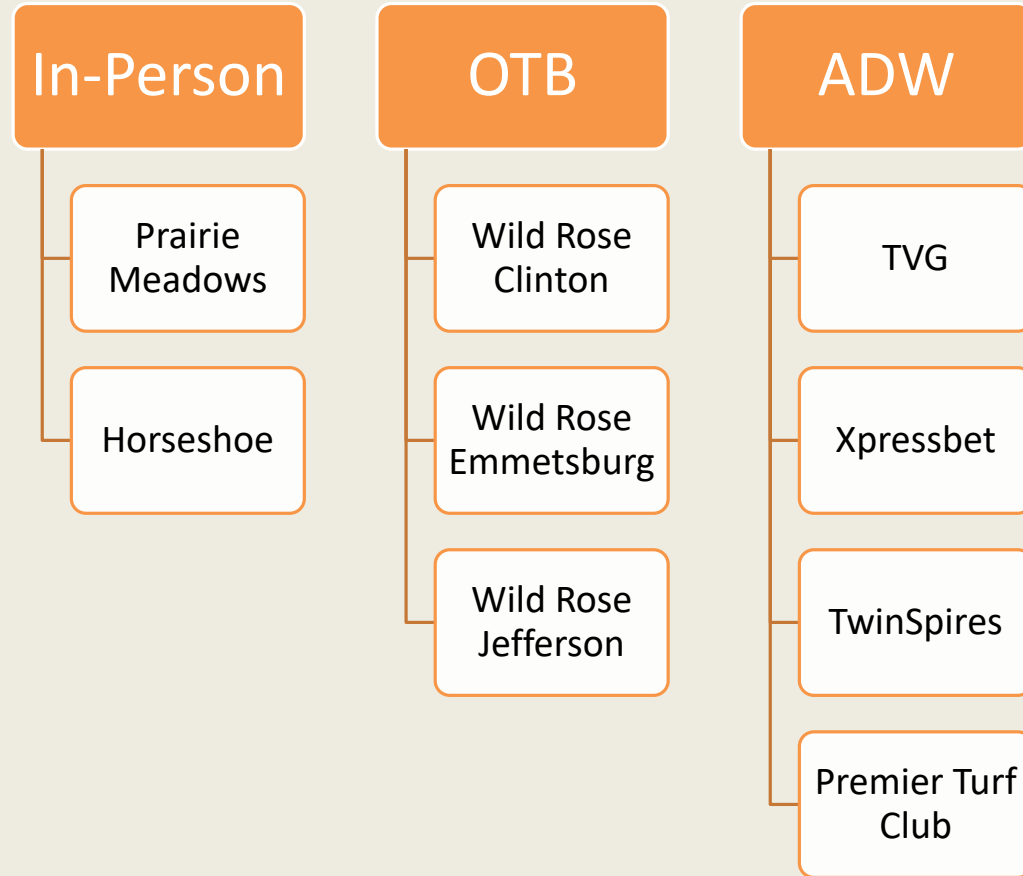 In-Person
Prairie
Meadows
Horseshoe
OTB
Wild Rose
Clinton
Wild Rose
Emmetsburg
Wild Rose
Jefferson
ADW
TVG
Xpressbet
TwinSpires
Premier Turf
Club